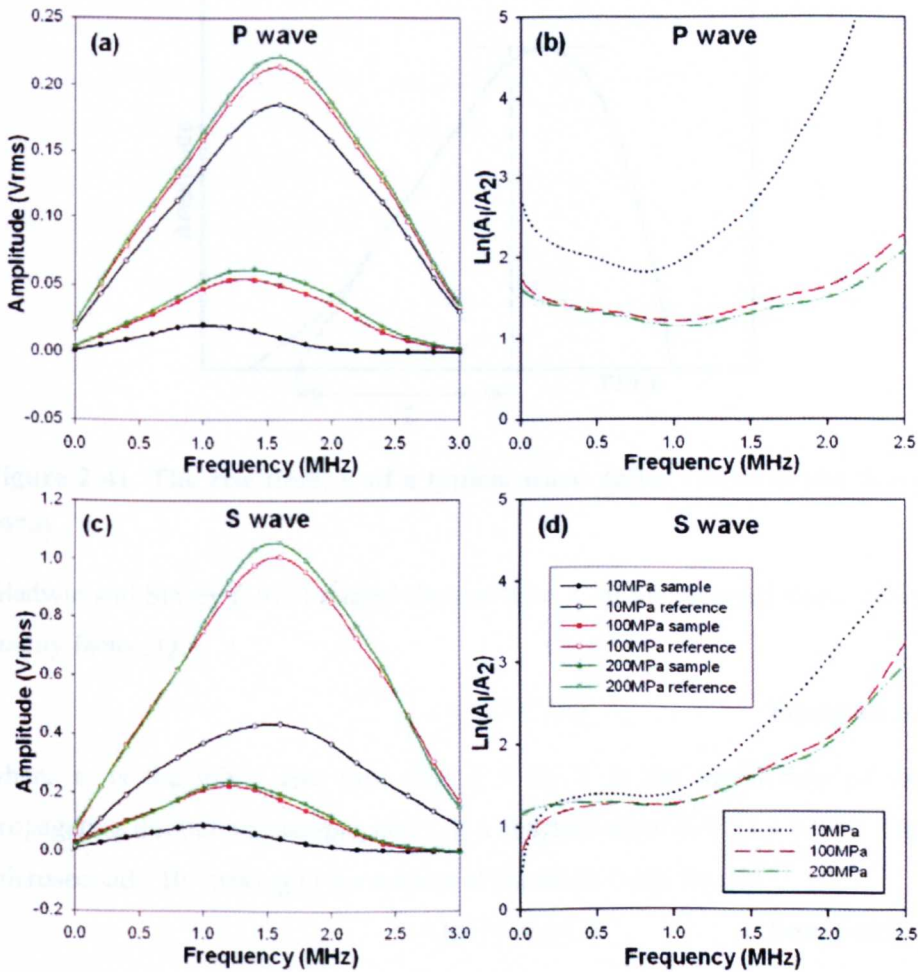 (a) P wave
Amplitude (Vrms)
0.25
0.20
0.15
0.10
0.05
0.00
-0.05
0.0 0.5 1.0 1.5 2.0 2.5 3.0
Frequency (MHz)
(b) P wave
Ln(A1/A2)
5
4
3
2
1
0
0.0 0.5 1.0 1.5 2.0 2.5
Frequency (MHz)
(c) S wave
Amplitude (Vrms)
1.2
1.0
0.8
0.6
0.4
0.2
0.0
-0.2
0.0 0.5 1.0 1.5 2.0 2.5 3.0
Frequency (MHz)
(d) S wave
Ln(A1/A2)
5
4
3
2
1
0
10MPa sample
10MPa reference
100MPa sample
100MPa reference
200MPa sample
200MPa reference
10MPa
100MPa
200MPa
0.0 0.5 1.0 1.5 2.0 2.5
Frequency (MHz)